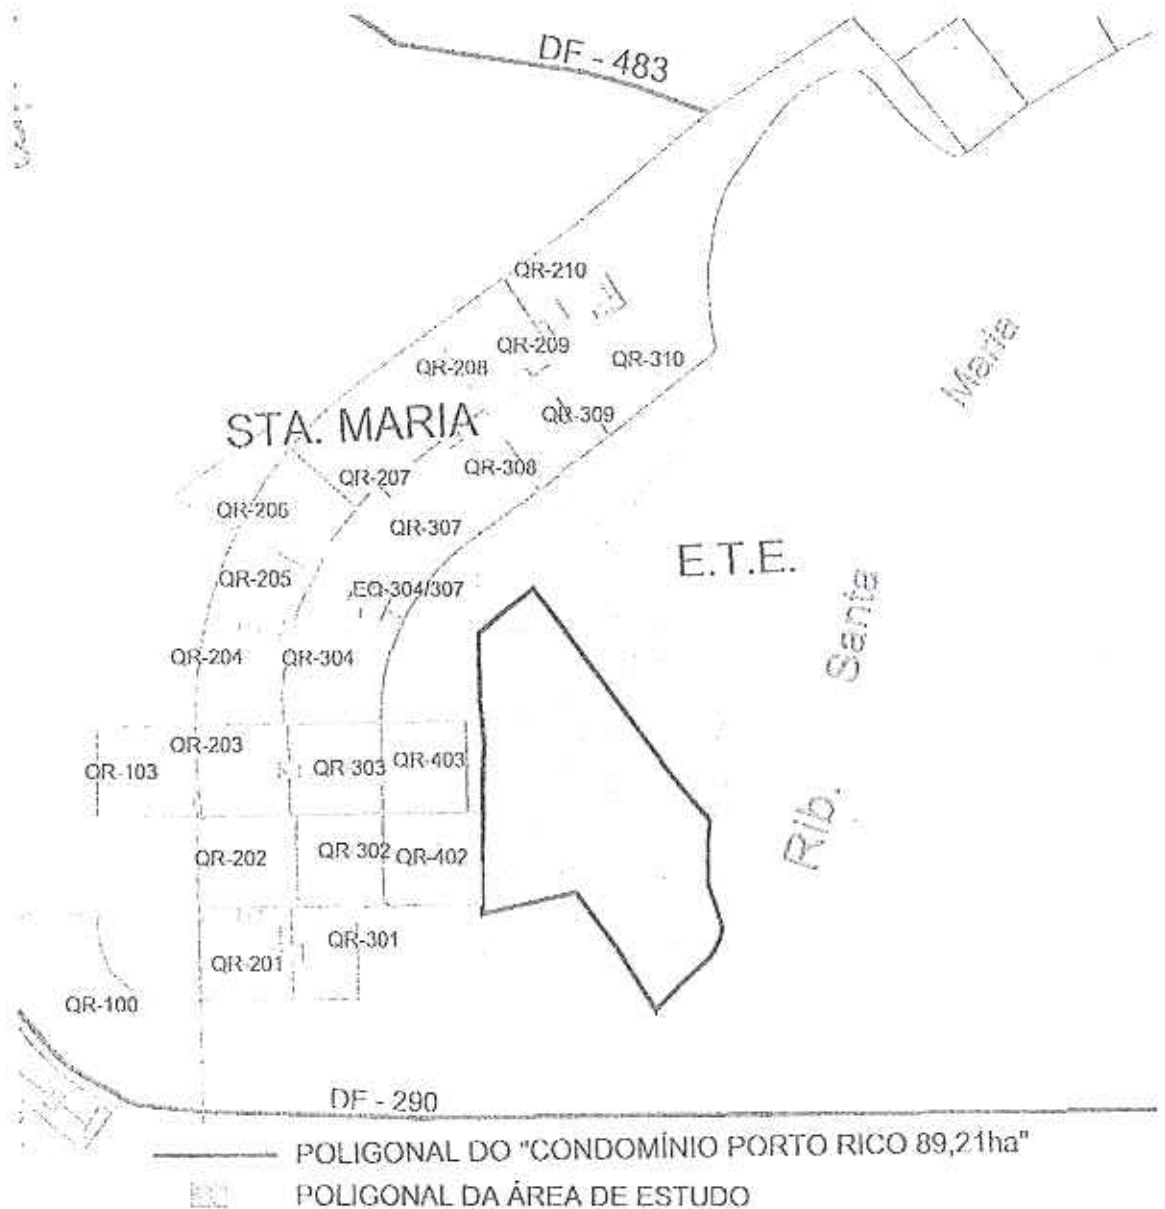 DF - 483
QR-210
QR-209
QR-310
QR-208
Maria
QR-309
STA. MARIA
QR-308
QR-207
QR-206
QR-307
E.T.E.
QR-205
EQ-304/307
Santa
QR-204
QR-304
QR-203
QR-403
QR-103
QR-303
Rib.
QR-202
QR-302
QR-402
QR-301
QR-201
QR-100
DF - 290
POLIGONAL DO "CONDOMÍNIO PORTO RICO 89,21ha"
POLIGONAL DA ÁREA DE ESTUDO